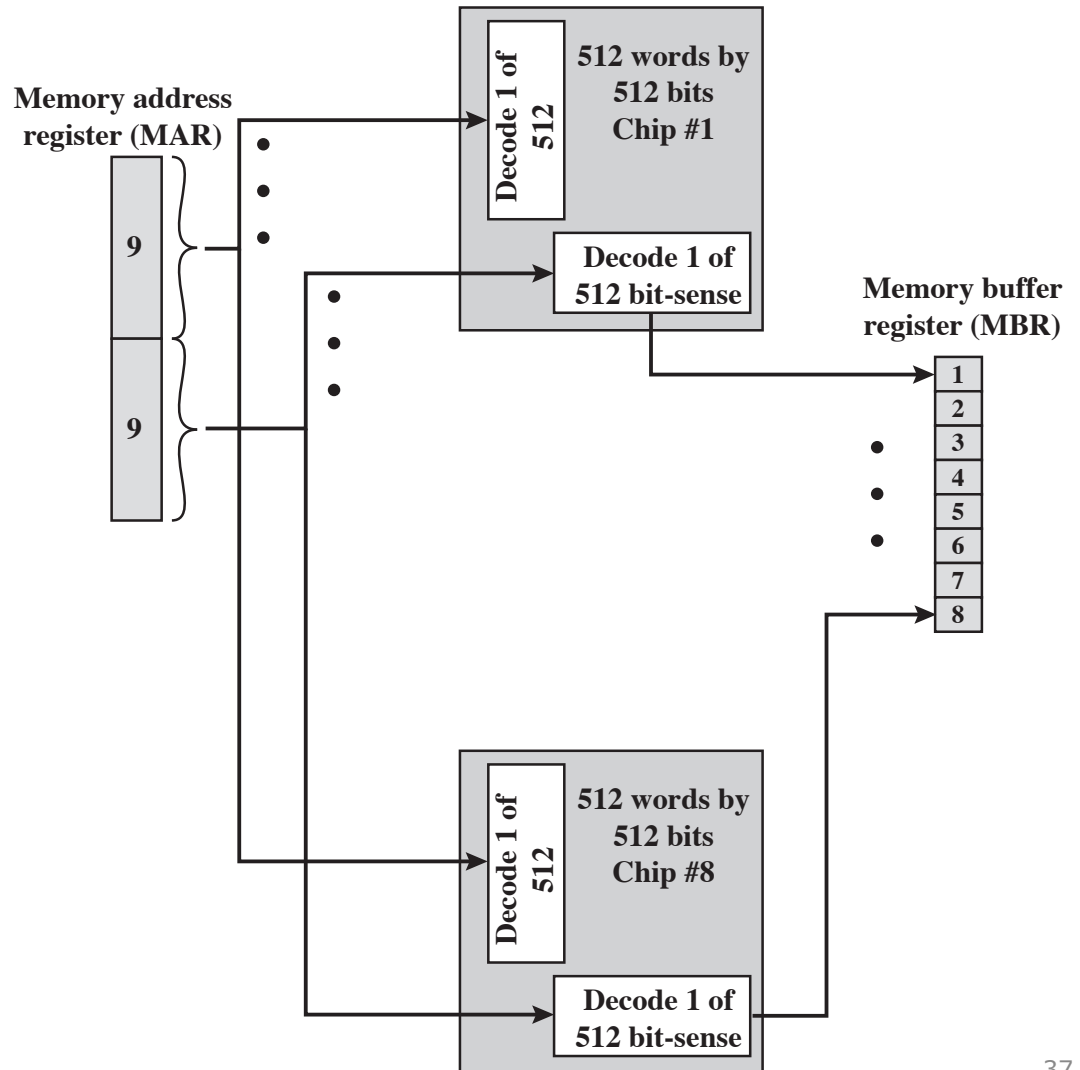 Memory address
register (MAR)
9
9
Decode 1 of
512
512 words by
512 bits
Chip #1
Decode 1 of
512 bit-sense
Memory buffer
register (MBR)
1
2
3
4
5
6
7
8
Decode 1 of
512
512 words by
512 bits
Chip #8
Decode 1 of
512 bit-sense
37